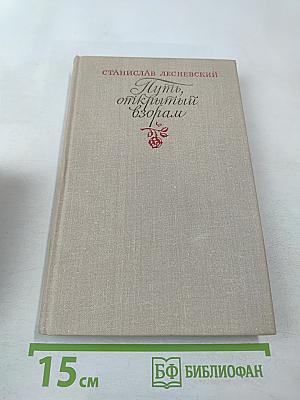 СТАНИСЛАВ ЛЕСНЕВСКИЙ
Путь,
открытый
взорам
15 см
БФ БИБЛИОФАН